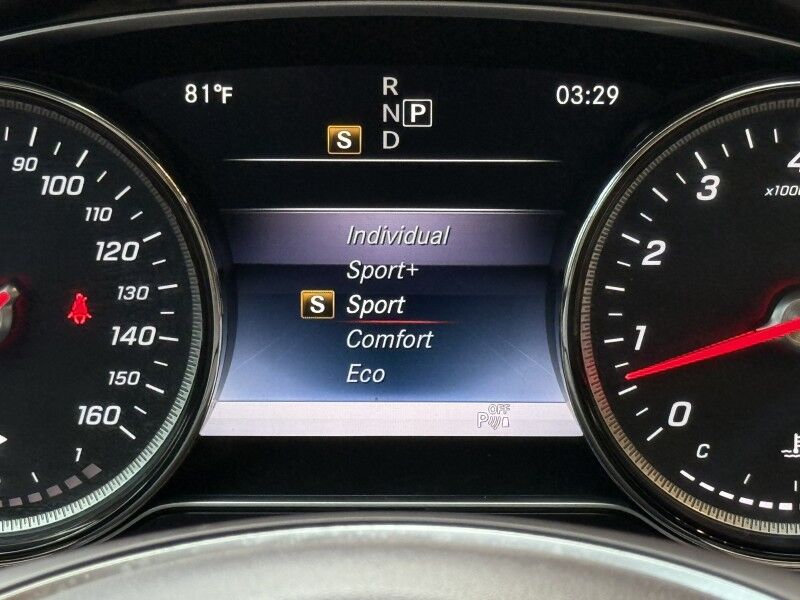 81°F
R
N P
S D
03:29
Individual
Sport+
S Sport
Comfort
Eco
OFF
P
90
100
110
120
130
140
150
160
1
4
3
x1000
2
1
0
C